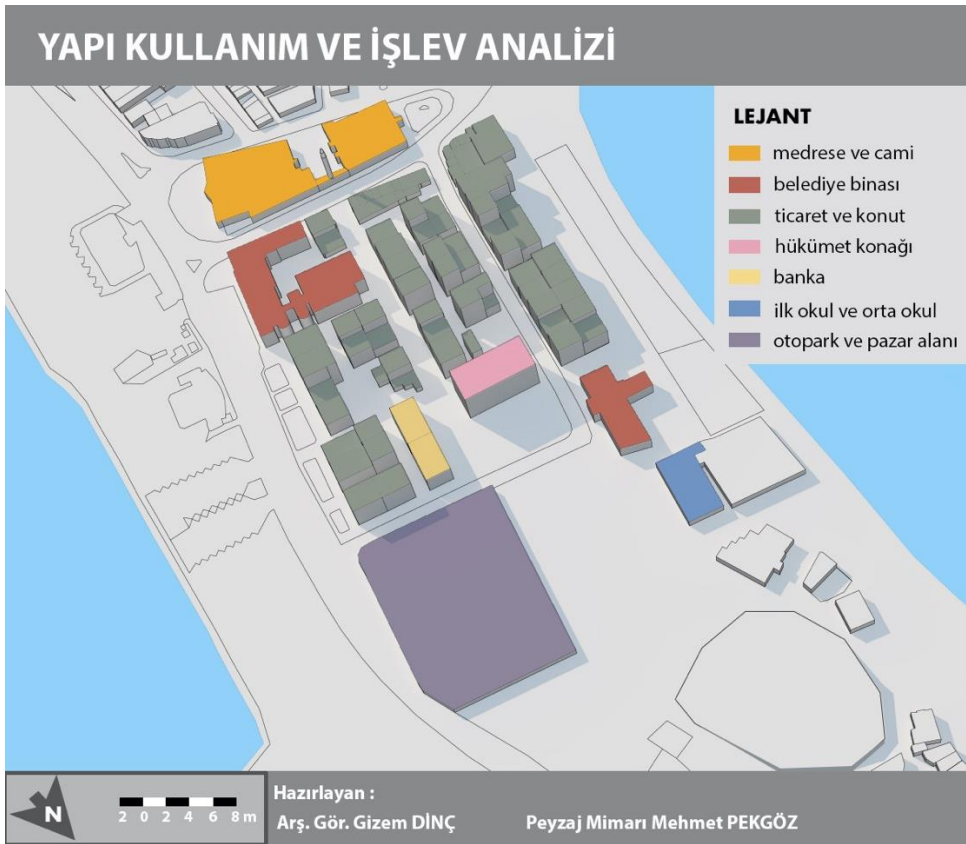 YAPI KULLANIM VE İŞLEV ANALİZİ
LEJANT
medrese ve cami
belediye binası
ticaret ve konut
hükümet konağı
banka
ilk okul ve orta okul
otopark ve pazar alanı
N
2 0 2 4 6 8 m
Hazırlayan :
Arş. Gör. Gizem DİNÇ Peyzaj Mimarı Mehmet PEKGÖZ